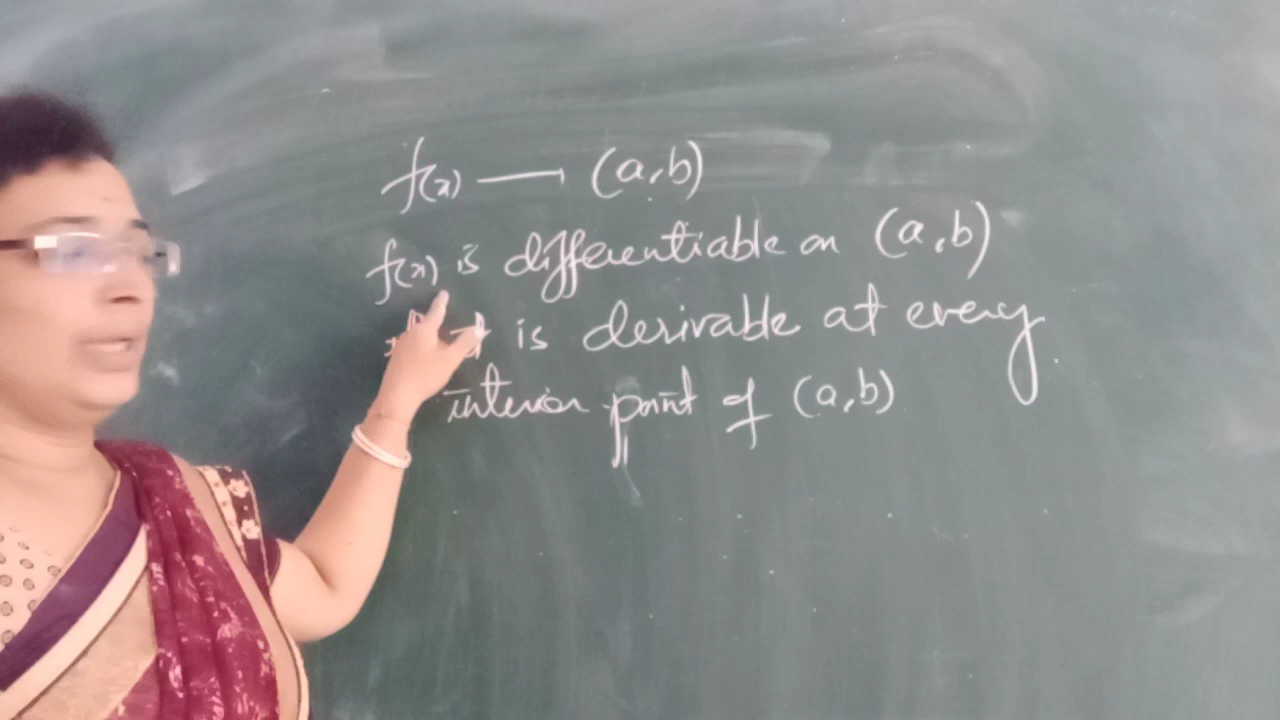 f(x) → (a,b)
f(x) is differentiable on (a,b)
is derivable at every
interior point of (a,b)